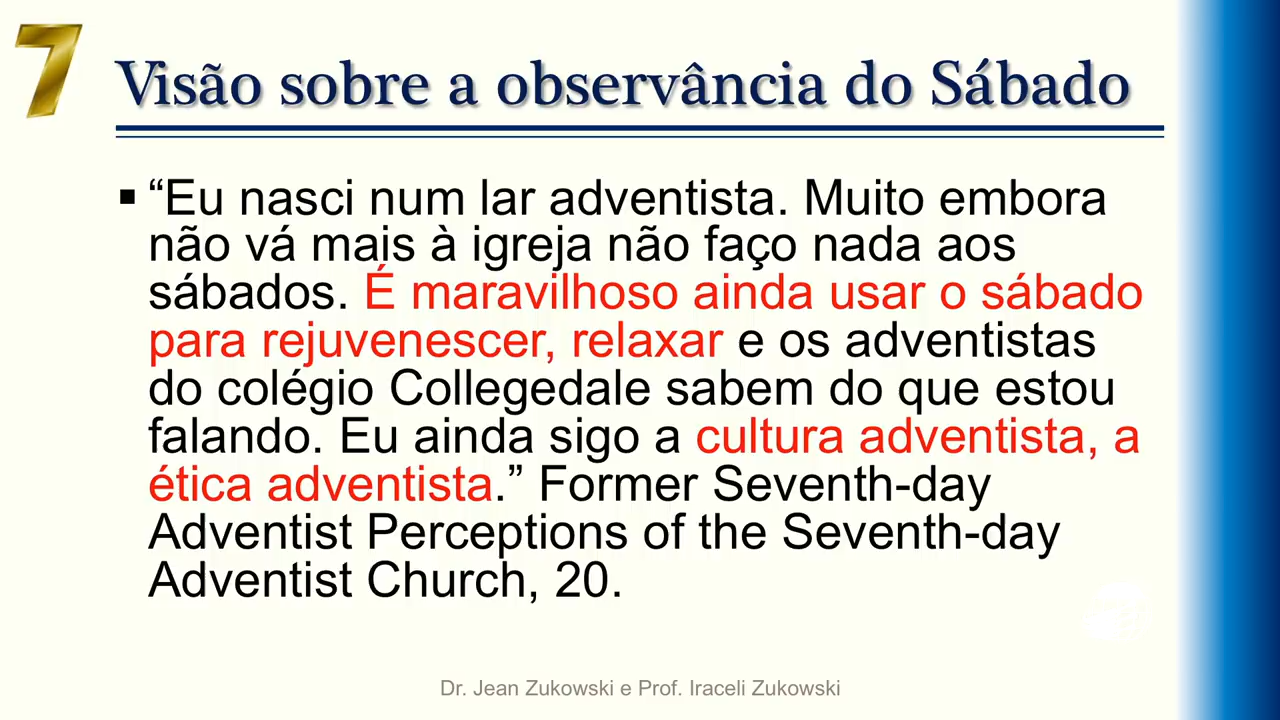 7
Visão sobre a observância do Sábado
▪ “Eu nasci num lar adventista. Muito embora
não vá mais à igreja não faço nada aos
sábados. É maravilhoso ainda usar o sábado
para rejuvenescer, relaxar e os adventistas
do colégio Collegedale sabem do que estou
falando. Eu ainda sigo a cultura adventista, a
ética adventista.” Former Seventh-day
Adventist Perceptions of the Seventh-day
Adventist Church, 20.
Dr. Jean Zukowski e Prof. Iraceli Zukowski